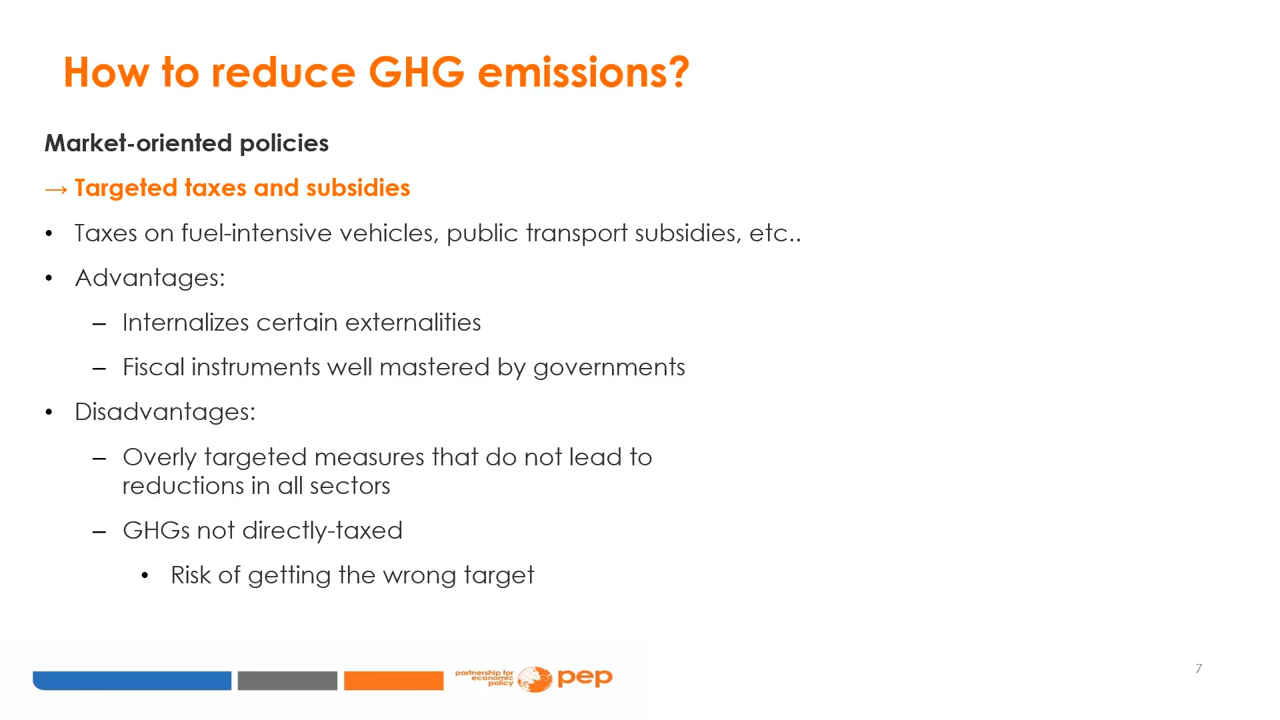 How to reduce GHG emissions?
Market-oriented policies
→ Targeted taxes and subsidies
• Taxes on fuel-intensive vehicles, public transport subsidies, etc..
• Advantages:
– Internalizes certain externalities
– Fiscal instruments well mastered by governments
• Disadvantages:
– Overly targeted measures that do not lead to
reductions in all sectors
– GHGs not directly-taxed
• Risk of getting the wrong target
partnership for
economic
policy
pep
7